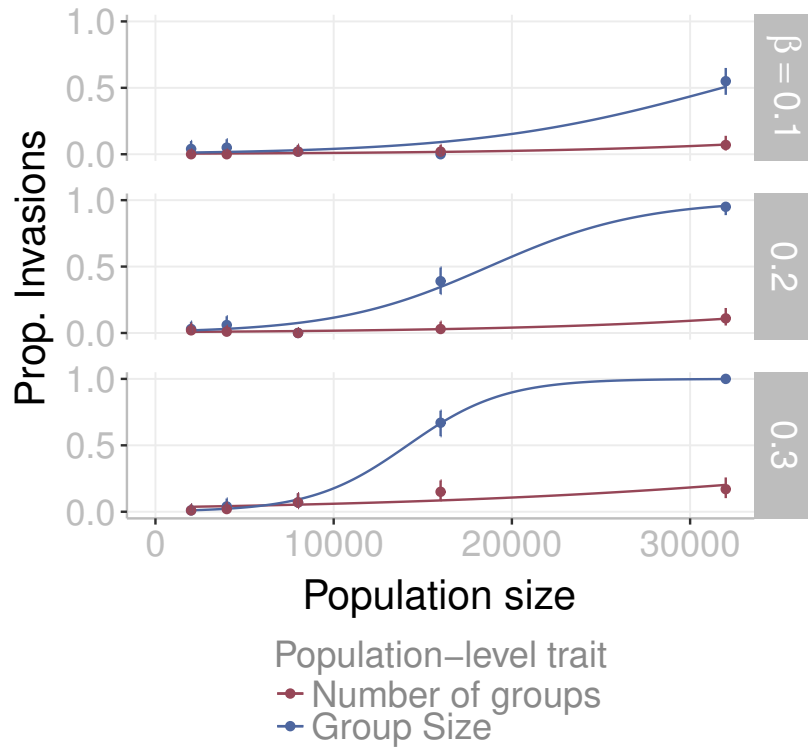 Prop. Invasions
1.0
0.5
0.0
β = 0.1
1.0
0.5
0.0
0.2
1.0
0.5
0.0
0.3
0 10000 20000 30000
Population size
Population−level trait
Number of groups
Group Size